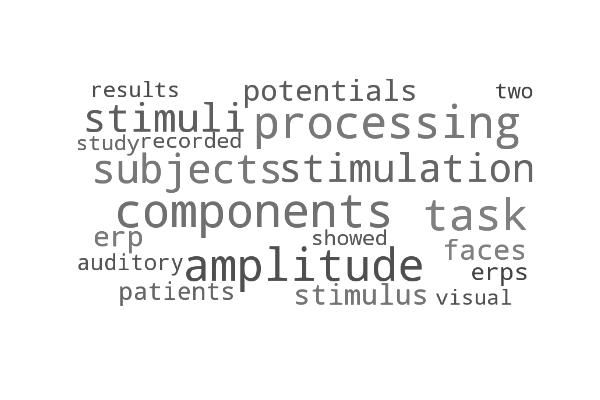 results potentials two
stimuli processing
study recorded
subjects stimulation
components task
erp showed faces
auditory amplitude erps
patients stimulus visual